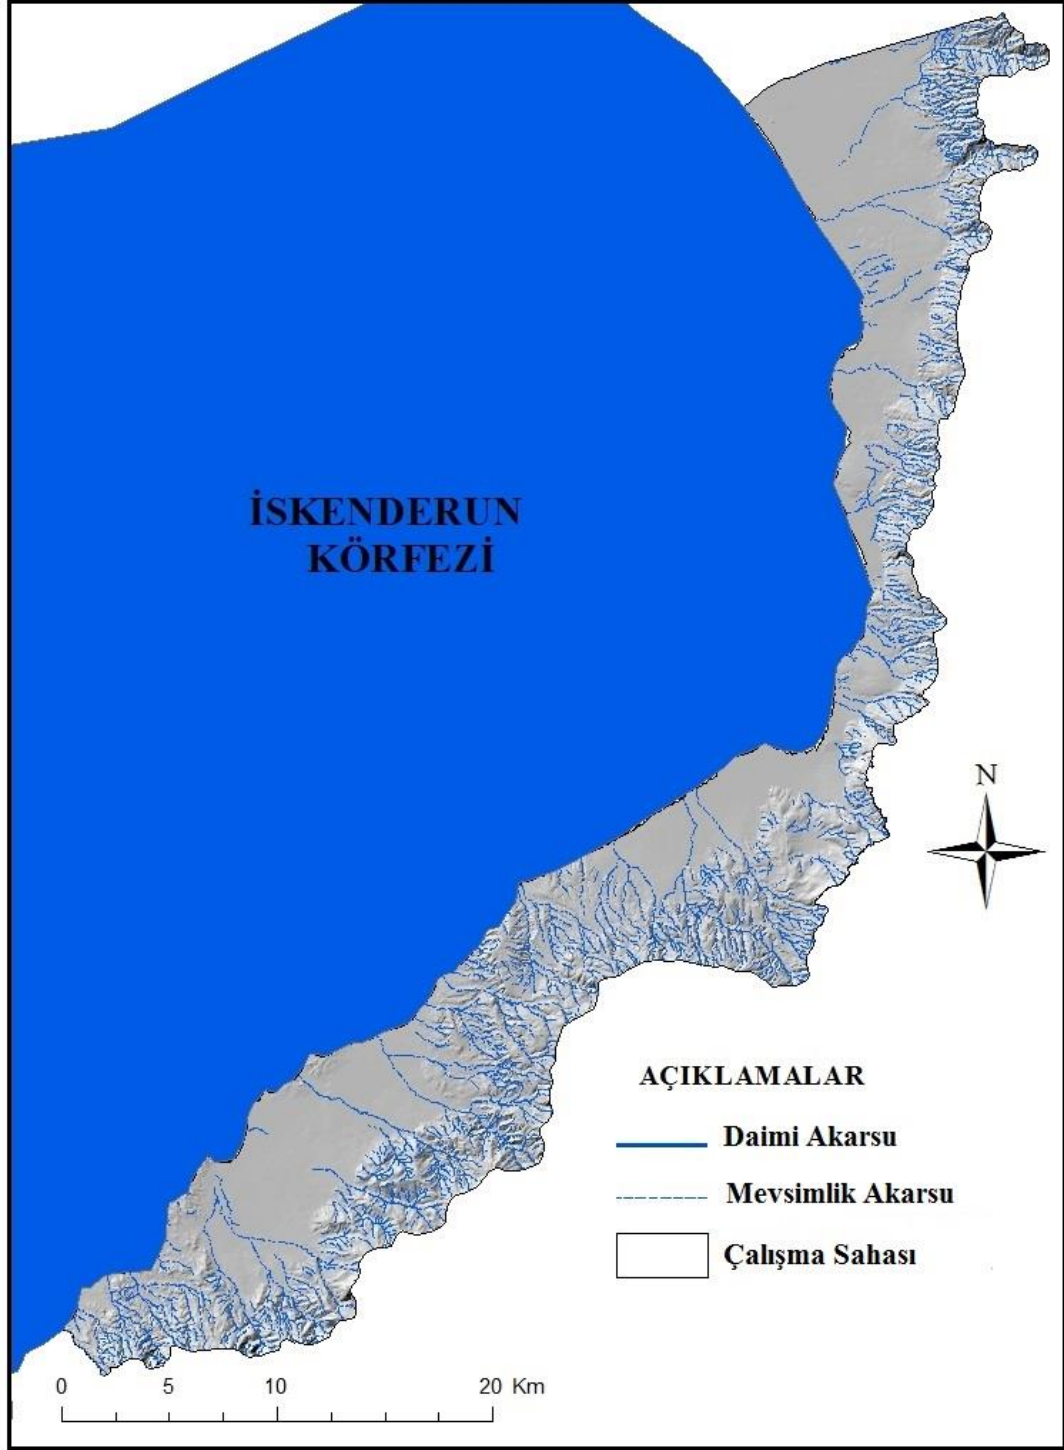 İSKENDERUN
KÖRFEZİ
N
AÇIKLAMALAR
Daimi Akarsu
Mevsimlik Akarsu
Çalışma Sahası
0 5 10 20 Km